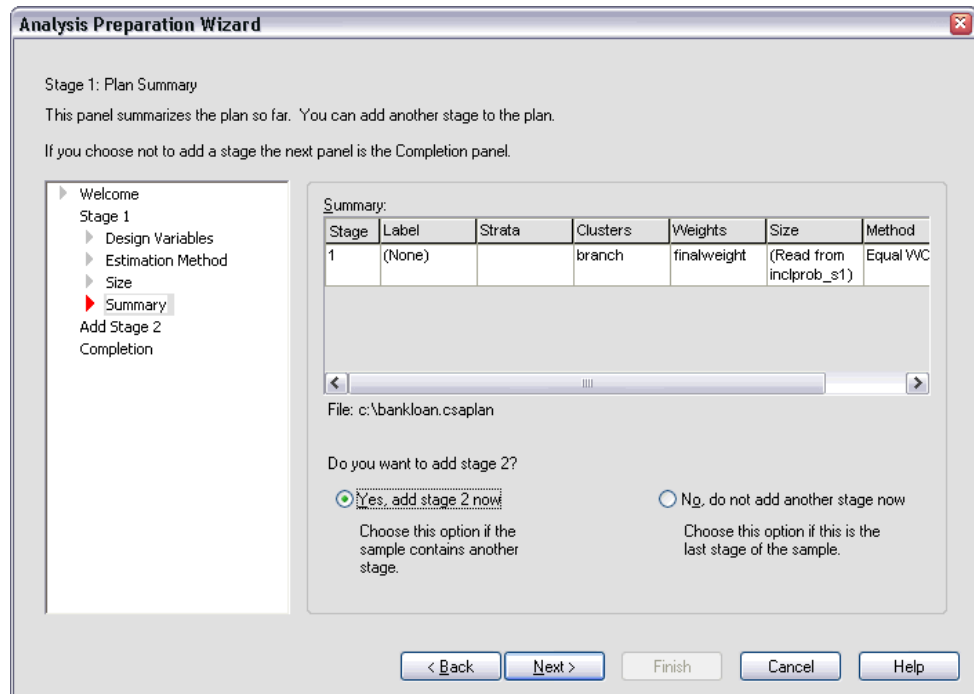 Analysis Preparation Wizard
Stage 1: Plan Summary
This panel summarizes the plan so far. You can add another stage to the plan.
If you choose not to add a stage the next panel is the Completion panel.
Welcome
Stage 1
Design Variables
Estimation Method
Size
Summary
Add Stage 2
Completion
Summary:
Stage Label Strata Clusters Weights Size Method
1 (None) branch finalweight (Read from inclprob_s1) Equal WO
File: c:\bankloan.csaplan
Do you want to add stage 2?
Yes, add stage 2 now
Choose this option if the
sample contains another
stage.
No, do not add another stage now
Choose this option if this is the
last stage of the sample.
< Back Next > Finish Cancel Help